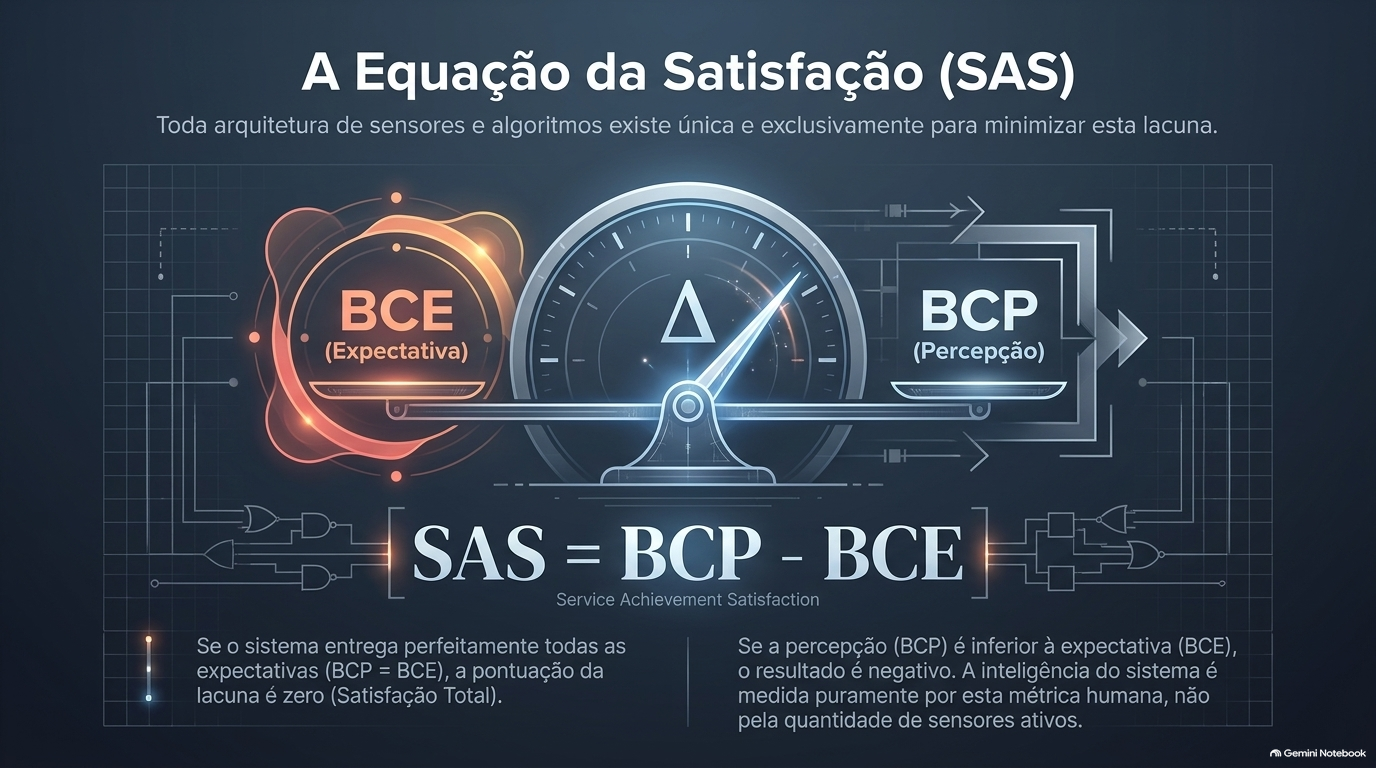 A Equação da Satisfação (SAS)
Toda arquitetura de sensores e algoritmos existe única e exclusivamente para minimizar esta lacuna.
BCE
(Expectativa)
Δ
BCP
(Percepção)
SAS = BCP - BCE
Service Achievement Satisfaction
Se o sistema entrega perfeitamente todas as
expectativas (BCP = BCE), a pontuação da
lacuna é zero (Satisfação Total).
Se a percepção (BCP) é inferior à expectativa (BCE),
o resultado é negativo. A inteligência do sistema é
medida puramente por esta métrica humana, não
pela quantidade de sensores ativos.
Gemini Notebook